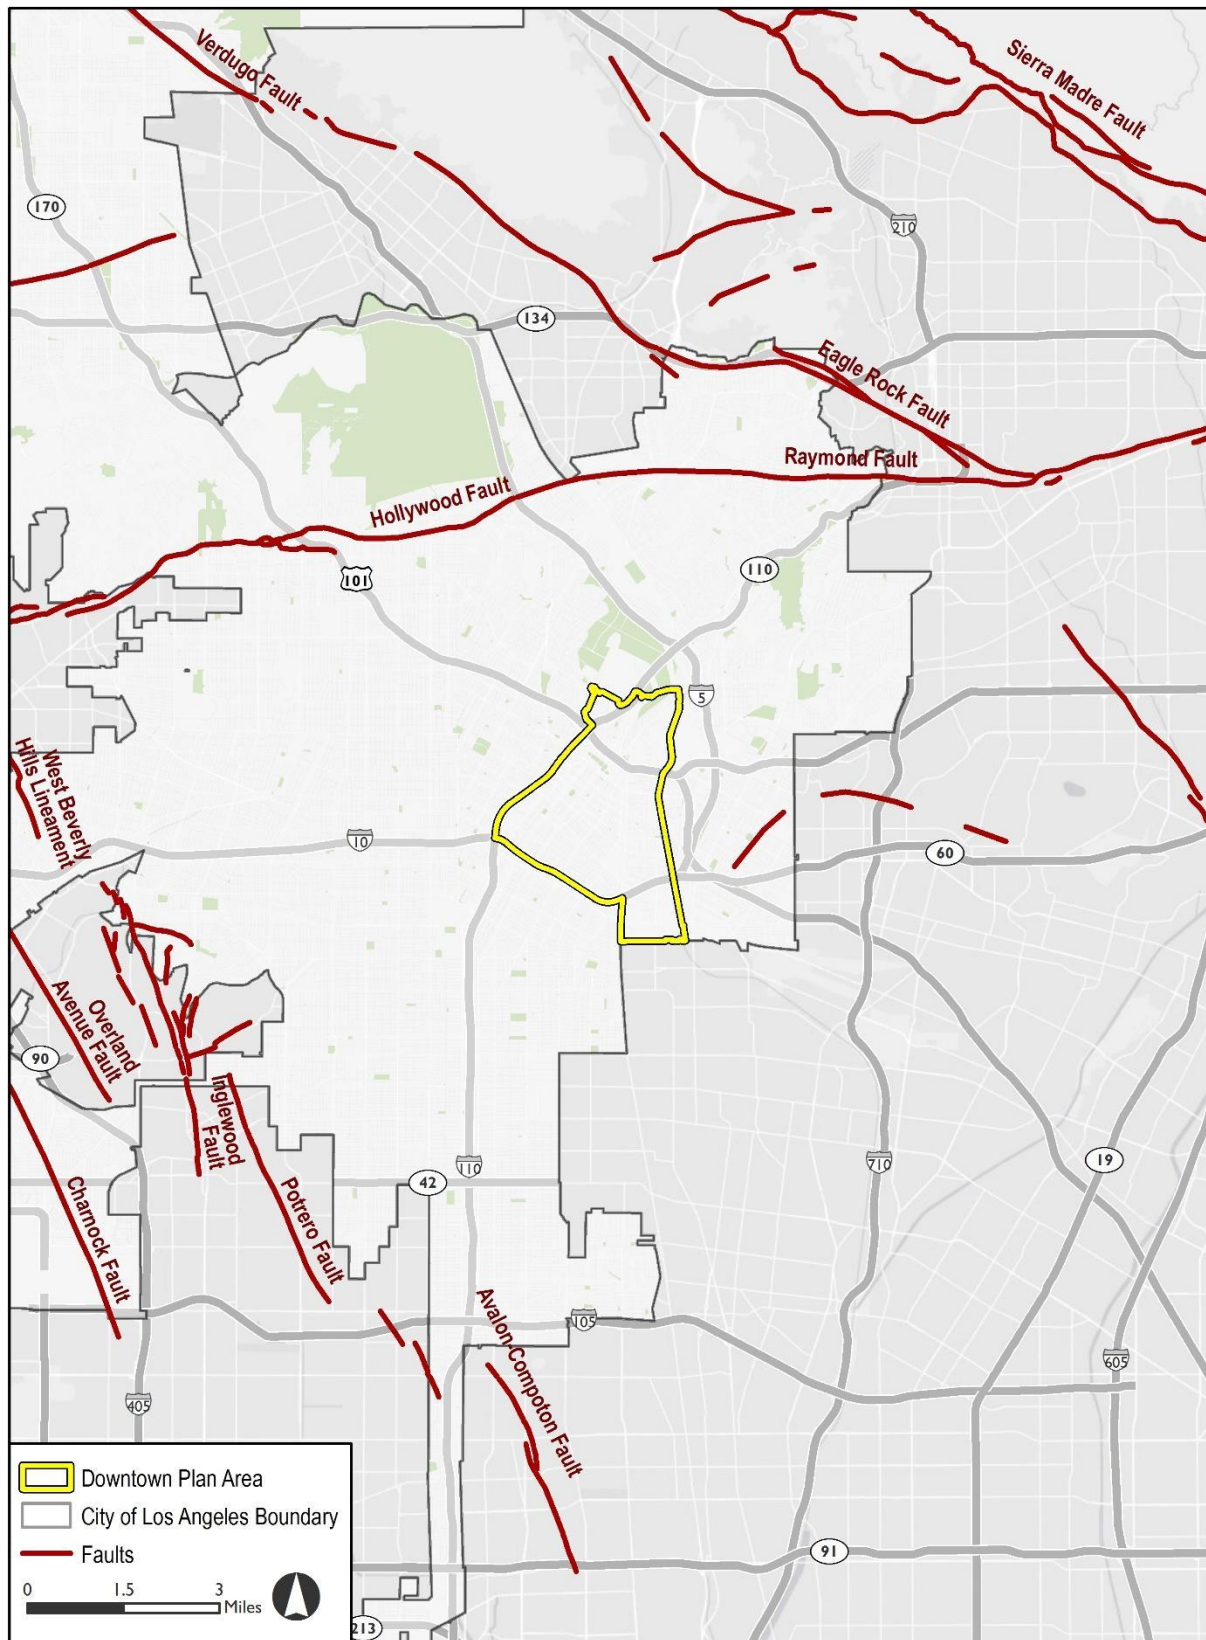 Verdugo Fault
Sierra Madre Fault
170
210
134
Eagle Rock Fault
Raymond Fault
Hollywood Fault
101
110
5
West Beverly
Hills Lineament
10
60
Overland
Avenue Fault
90
Inglewood
Fault
110
710
19
42
Potrero Fault
Charnock Fault
Avalon-Compoton Fault
105
605
405
91
213
Downtown Plan Area
City of Los Angeles Boundary
Faults
0 1.5 3
Miles